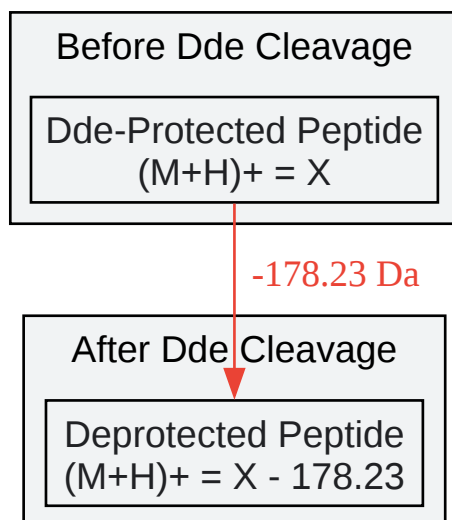 Before Dde Cleavage
Dde-Protected Peptide
(M+H)+ = X
-178.23 Da
After Dde Cleavage
Deprotected Peptide
(M+H)+ = X - 178.23